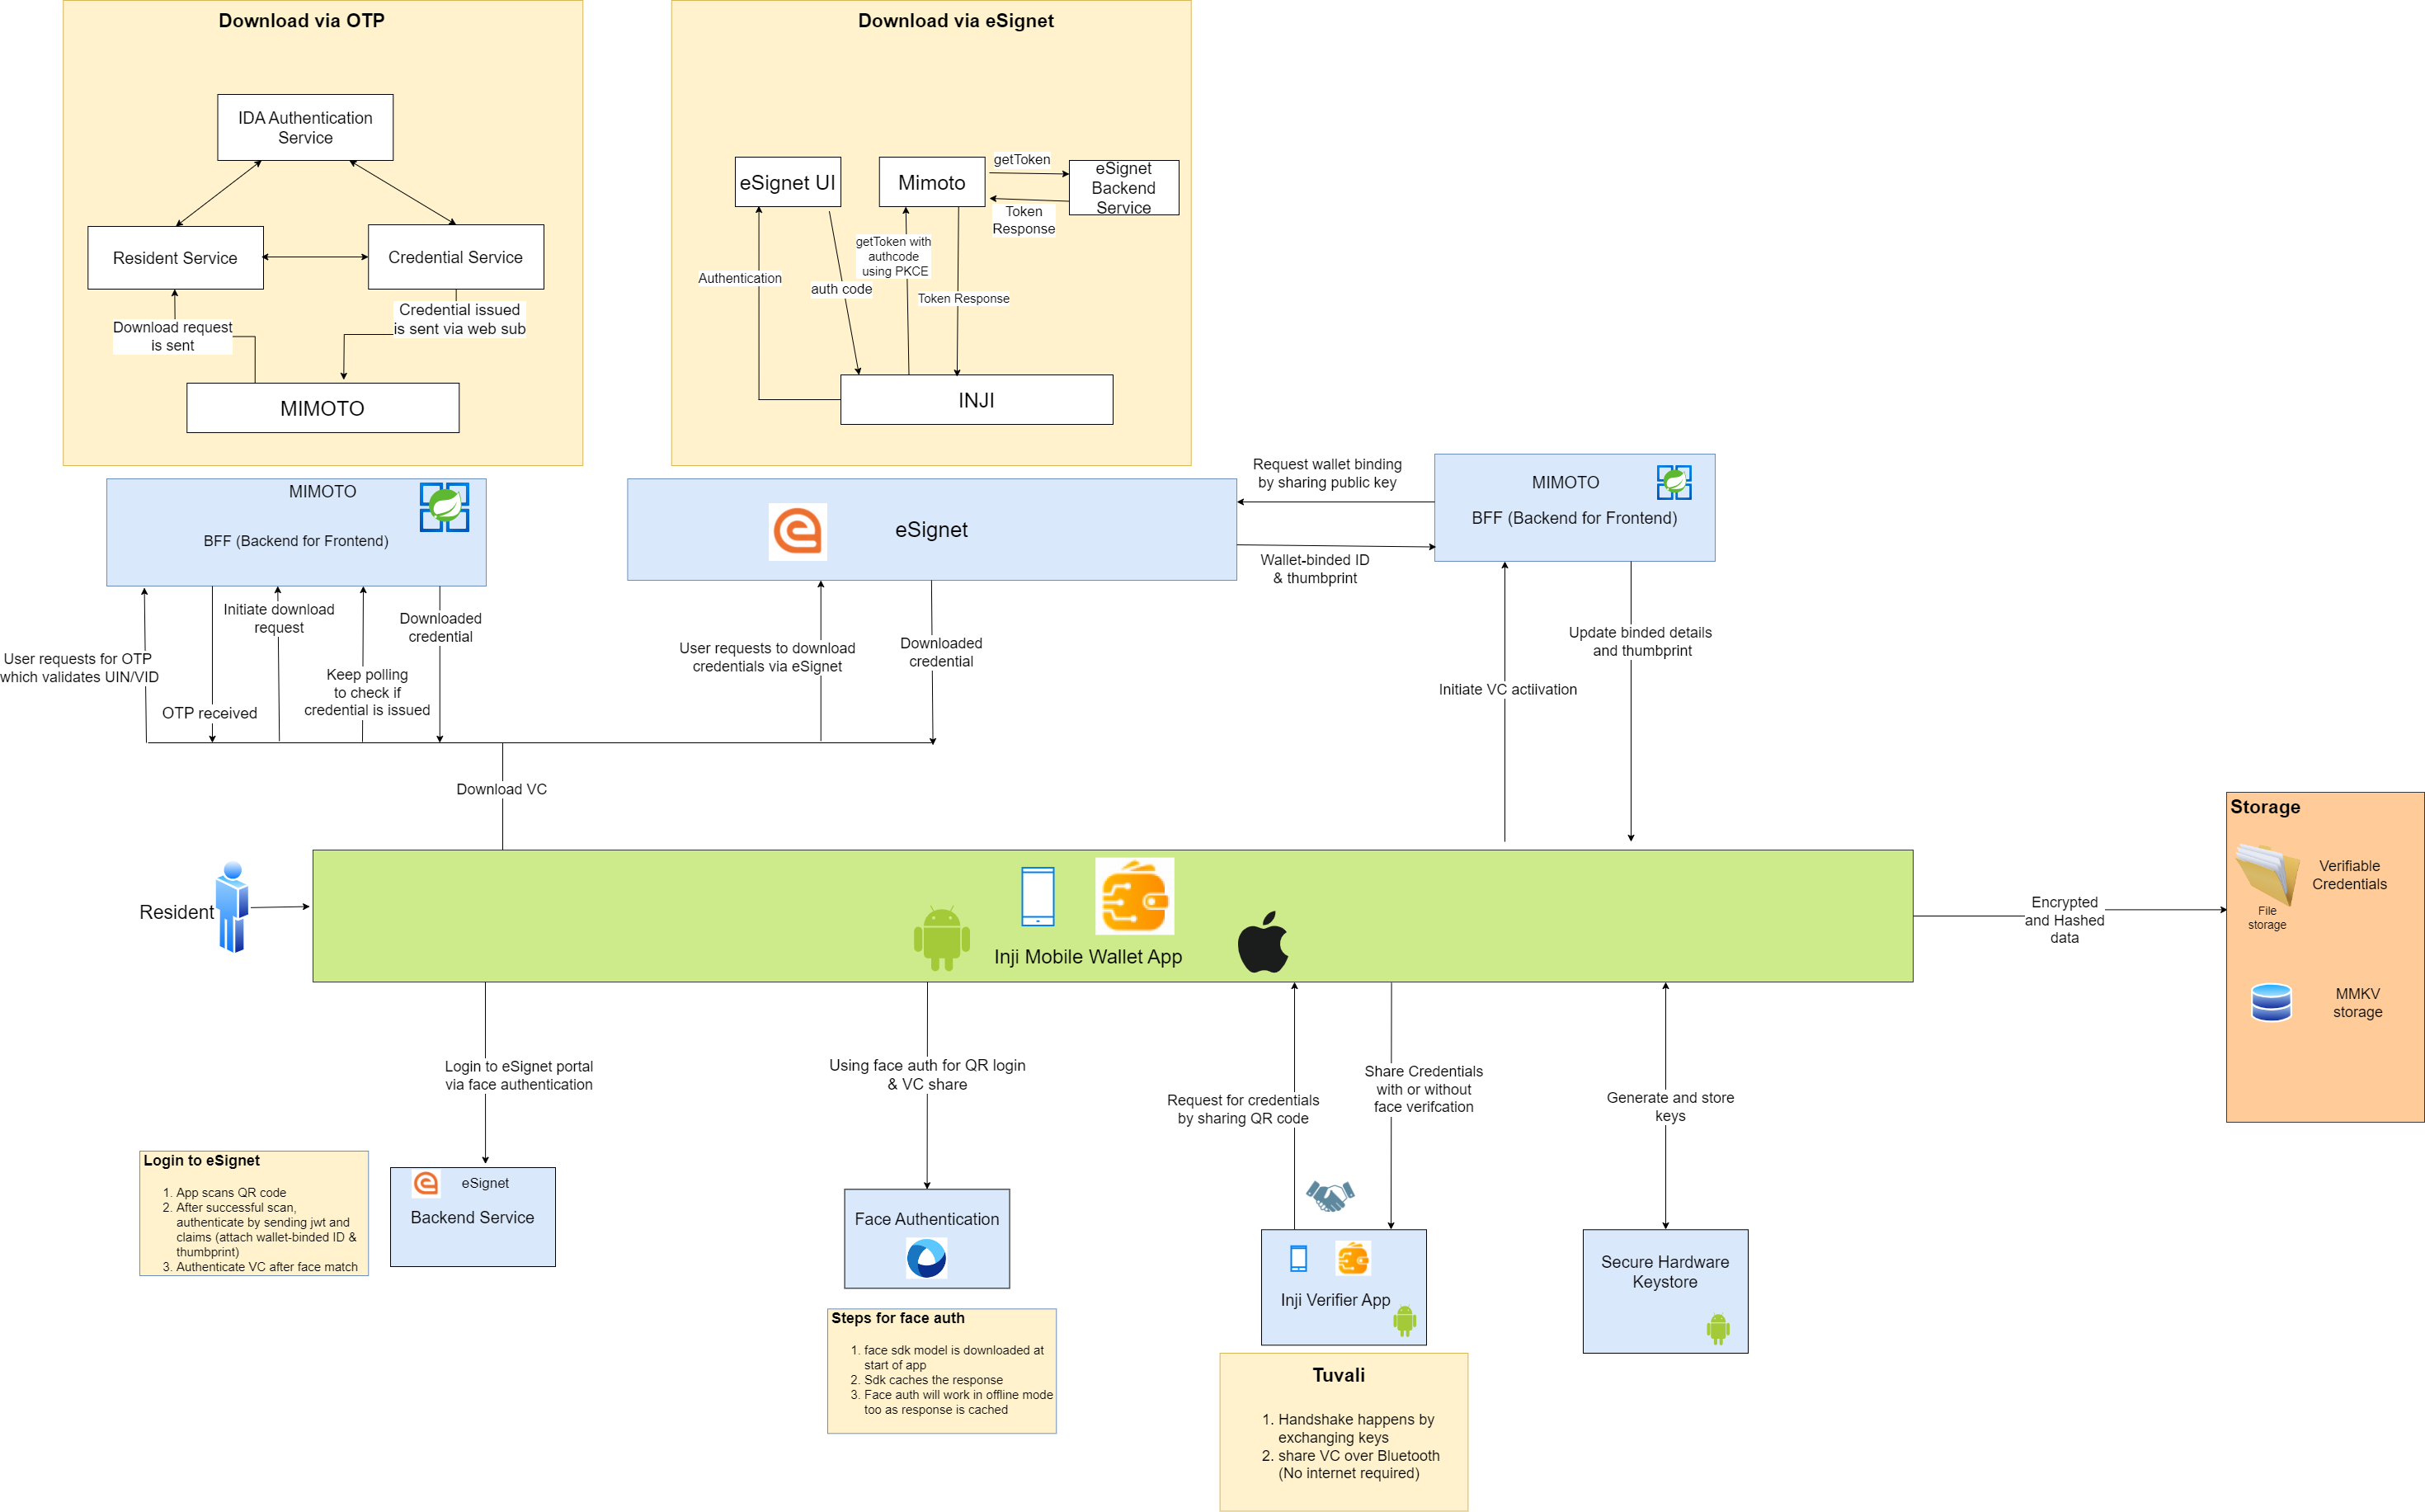 Download via OTP
IDA Authentication
Service
Resident Service
Credential Service
Download request
is sent
Credential issued
is sent via web sub
MIMOTO
Download via eSignet
eSignet UI
Mimoto
getToken
eSignet
Backend
Service
Token
Response
getToken with
authcode
using PKCE
Authentication
auth code
Token Response
INJI
MIMOTO
BFF (Backend for Frontend)
eSignet
Request wallet binding
by sharing public key
Wallet-binded ID
& thumbprint
MIMOTO
BFF (Backend for Frontend)
User requests for OTP
which validates UIN/VID
OTP received
Initiate download
request
Keep polling
to check if
credential is issued
Downloaded
credential
User requests to download
credentials via eSignet
Downloaded
credential
Initiate VC actiivation
Update binded details
and thumbprint
Download VC
Resident
Inji Mobile Wallet App
Encrypted
and Hashed
data
Storage
Verifiable
Credentials
File
storage
MMKV
storage
Login to eSignet portal
via face authentication
Using face auth for QR login
& VC share
Request for credentials
by sharing QR code
Share Credentials
with or without
face verifcation
Generate and store
keys
Login to eSignet
1. App scans QR code
2. After successful scan,
authenticate by sending jwt and
claims (attach wallet-binded ID &
thumbprint)
3. Authenticate VC after face match
eSignet
Backend Service
Face Authentication
Steps for face auth
1. face sdk model is downloaded at
start of app
2. Sdk caches the response
3. Face auth will work in offline mode
too as response is cached
Inji Verifier App
Tuvali
1. Handshake happens by
exchanging keys
2. share VC over Bluetooth
(No internet required)
Secure Hardware
Keystore